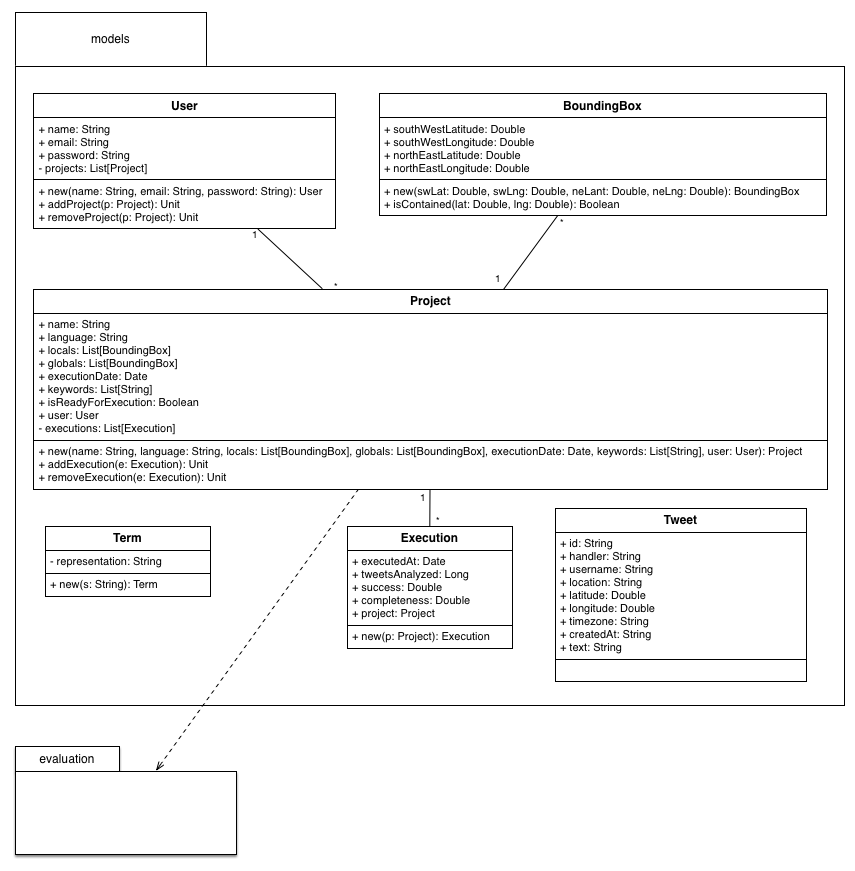 models
User
+ name: String
+ email: String
+ password: String
- projects: List[Project]
+ new(name: String, email: String, password: String): User
+ addProject(p: Project): Unit
+ removeProject(p: Project): Unit
BoundingBox
+ southWestLatitude: Double
+ southWestLongitude: Double
+ northEastLatitude: Double
+ northEastLongitude: Double
+ new(swLat: Double, swLng: Double, neLant: Double, neLng: Double): BoundingBox
+ isContained(lat: Double, lng: Double): Boolean
1
*
*
1
Project
+ name: String
+ language: String
+ locals: List[BoundingBox]
+ globals: List[BoundingBox]
+ executionDate: Date
+ keywords: List[String]
+ isReadyForExecution: Boolean
+ user: User
- executions: List[Execution]
+ new(name: String, language: String, locals: List[BoundingBox], globals: List[BoundingBox], executionDate: Date, keywords: List[String], user: User): Project
+ addExecution(e: Execution): Unit
+ removeExecution(e: Execution): Unit
1
*
Term
- representation: String
+ new(s: String): Term
Execution
+ executedAt: Date
+ tweetsAnalyzed: Long
+ success: Double
+ completeness: Double
+ project: Project
+ new(p: Project): Execution
Tweet
+ id: String
+ handler: String
+ username: String
+ location: String
+ latitude: Double
+ longitude: Double
+ timezone: String
+ createdAt: String
+ text: String
evaluation